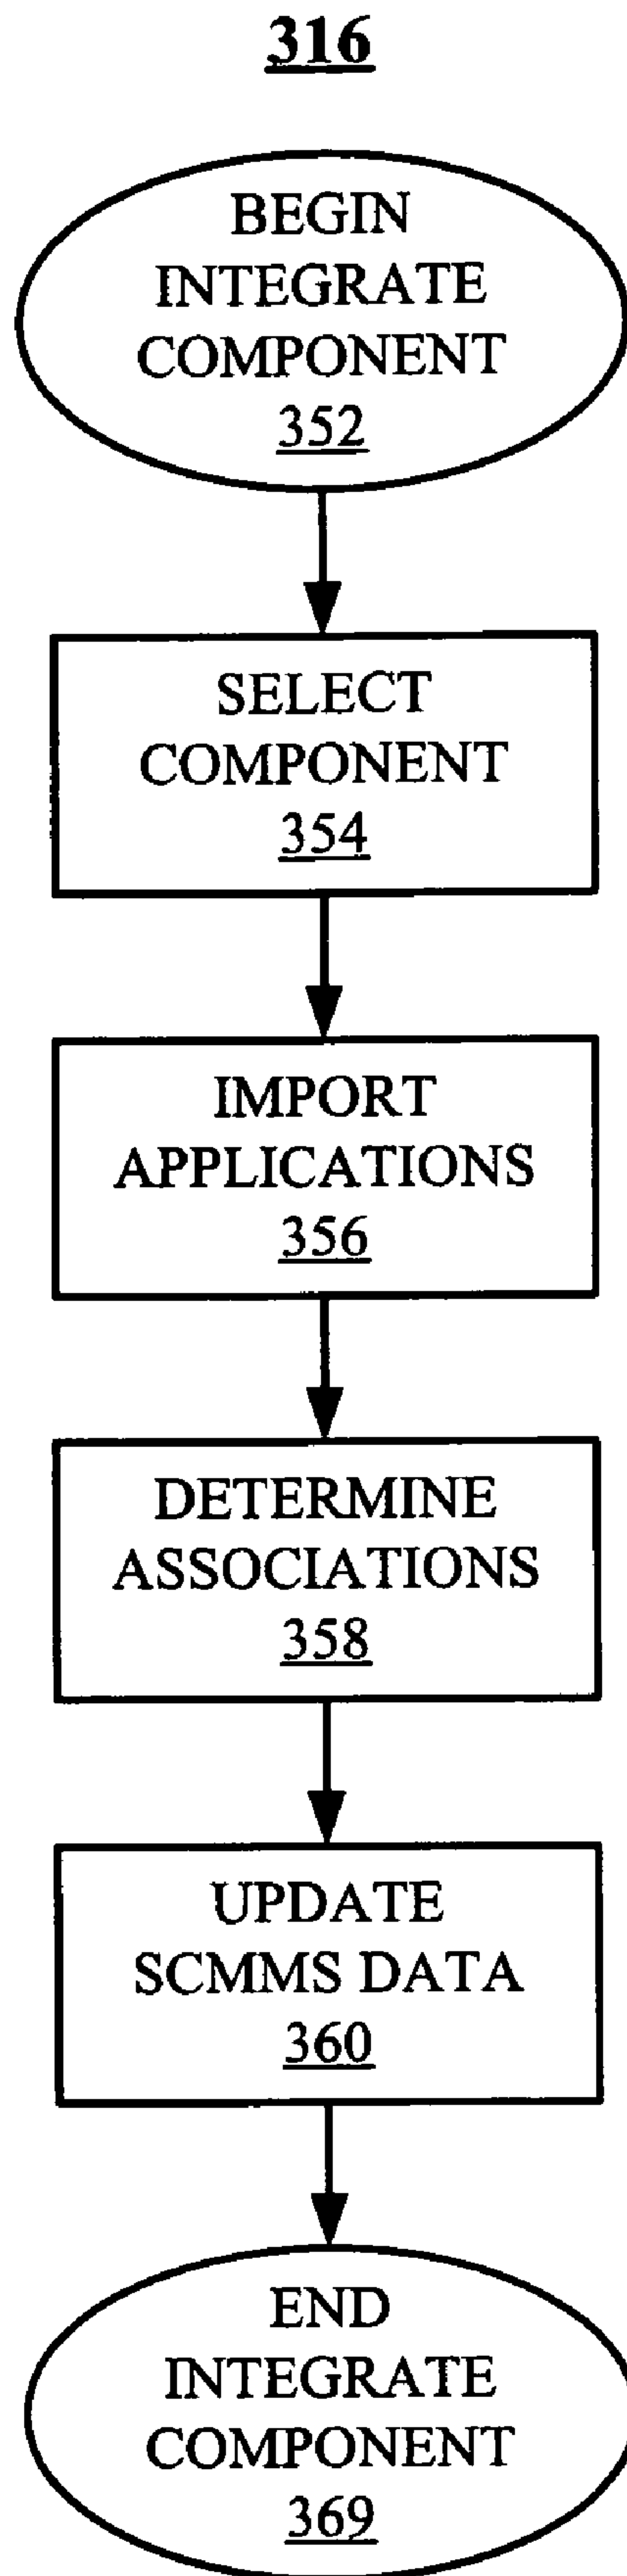 316
BEGIN
INTEGRATE
COMPONENT
352
SELECT
COMPONENT
354
IMPORT
APPLICATIONS
356
DETERMINE
ASSOCIATIONS
358
UPDATE
SCMMS DATA
360
END
INTEGRATE
COMPONENT
369